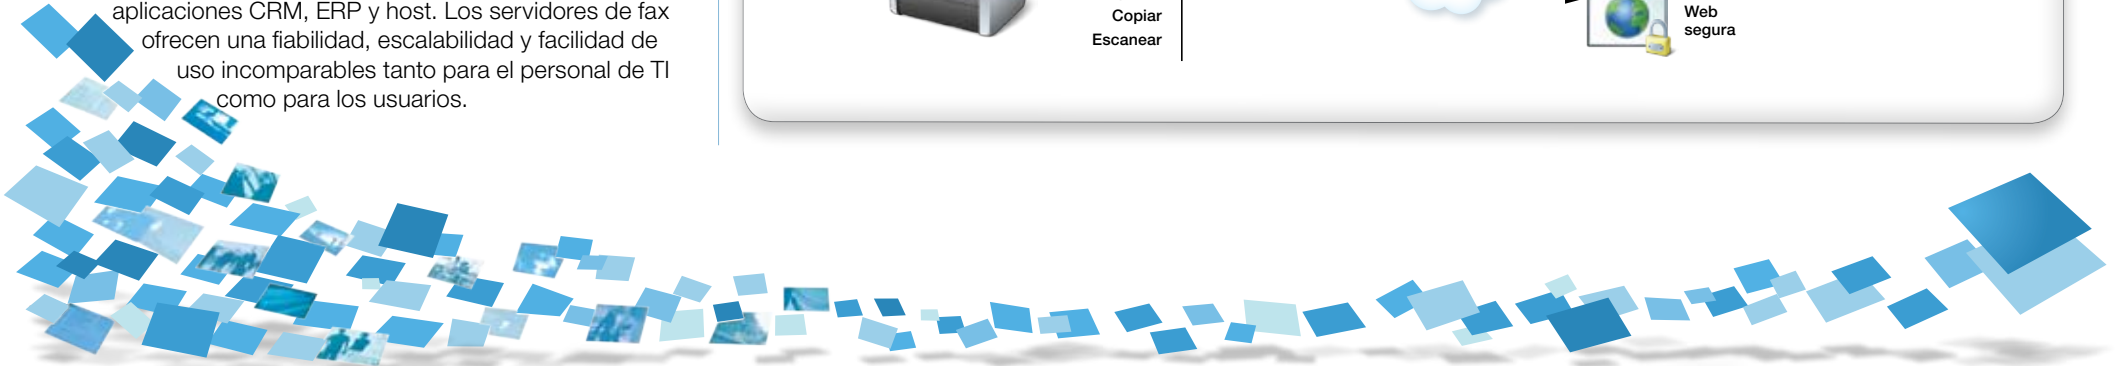 aplicaciones CRM, ERP y host. Los servidores de fax
ofrecen una fiabilidad, escalabilidad y facilidad de
uso incomparables tanto para el personal de TI
como para los usuarios.
Copiar
Escanear
Web
segura